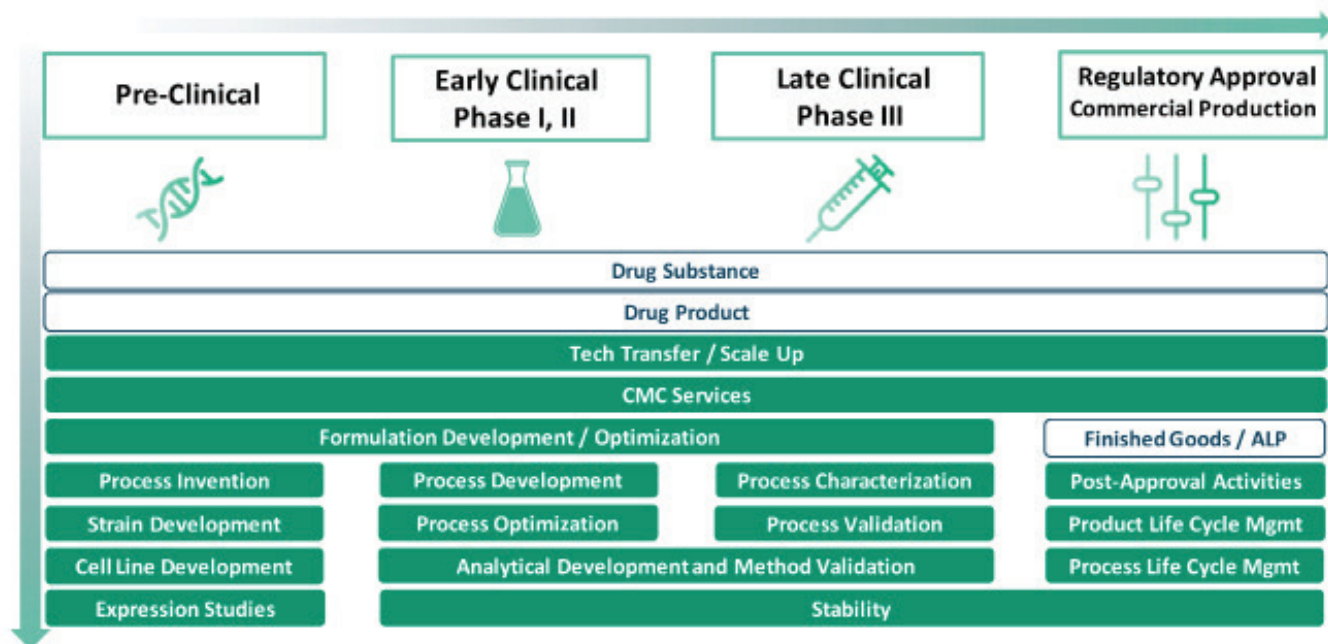 Pre-Clinical
Early Clinical
Phase I, II
Late Clinical
Phase III
Regulatory Approval
Commercial Production
Drug Substance
Drug Product
Tech Transfer / Scale Up
CMC Services
Formulation Development / Optimization
Finished Goods / ALP
Process Invention
Process Development
Process Characterization
Post-Approval Activities
Strain Development
Process Optimization
Process Validation
Product Life Cycle Mgmt
Cell Line Development
Analytical Development and Method Validation
Process Life Cycle Mgmt
Expression Studies
Stability